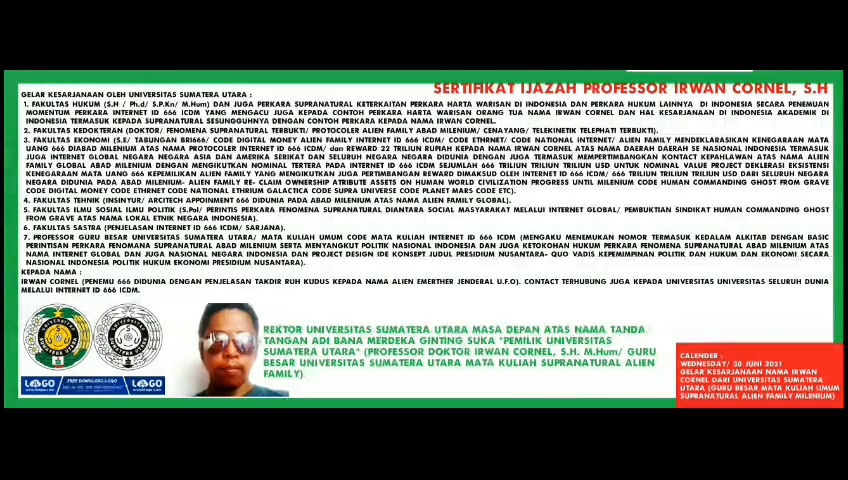 SERTIFIKAT IJAZAH PROFESSOR IRWAN CORNEL, S.H
GELAR KESARJANAAN OLEH UNIVERSITAS SUMATERA UTARA :
1. FAKULTAS HUKUM (S.H / Ph.d/ S.P.Kn/ M.Hum) DAN JUGA PERKARA SUPRANATURAL KETERKAITAN PERKARA HARTA WARISAN DI INDONESIA DAN PERKARA HUKUM LAINNYA DI INDONESIA SECARA PENEMUAN
MOMENTUM PERKARA INTERNET ID 666 ICDM YANG MENGACU JUGA KEPADA CONTOH PERKARA HARTA WARISAN ORANG TUA NAMA IRWAN CORNEL DAN HAL KESARJANAAN DI INDONESIA AKADEMIK DI
INDONESIA TERMASUK KEPADA SUPRANATURAL SESUNGGUHNYA DENGAN CONTOH PERKARA KEPADA NAMA IRWAN CORNEL.
2. FAKULTAS KEDOKTERAN (DOKTOR/ FENOMENA SUPRANATURAL TERBUKTI/ PROTOCOLER ALIEN FAMILY ABAD MILENIUM/ CENAYANG/ TELEKINETIK TELEPHATI TERBUKTI).
3. FAKULTAS EKONOMI (S.E/ TABUNGAN BRI666/ CODE DIGITAL MONEY ALIEN FAMILY INTERNET ID 666 ICDM/ CODE ETHRNET/ CODE NATIONAL INTERNET/ ALIEN FAMILY MENDEKLARASIKAN KENEGARAAN MATA
UANG 666 DIABAD MILENIUM ATAS NAMA PROTOCOLER INTERNET ID 666 ICDM/ dan REWARD 22 TRILIUN RUPIAH KEPADA NAMA IRWAN CORNEL ATAS NAMA DAERAH DAERAH SE NASIONAL INDONESIA TERMASUK
JUGA INTERNET GLOBAL NEGARA NEGARA ASIA DAN AMERIKA SERIKAT DAN SELURUH NEGARA NEGARA DIDUNIA DENGAN JUGA TERMASUK MEMPERTIMBANGKAN KONTACT KEPAHLAWAN ATAS NAMA ALIEN
FAMILY GLOBAL ABAD MILENIUM DENGAN MENGIKUTKAN NOMINAL TERTERA PADA INTERNET ID 666 ICDM SEJUMLAH 666 TRILIUN TRILIUN TRILIUN USD UNTUK NOMINAL VALUE PROJECT DEKLERASI EKSISTENSI
KENEGARAAN MATA UANG 666 KEPEMILIKAN ALIEN FAMILY YANG MENGIKUTKAN JUGA PERTIMBANGAN REWARD DIMAKSUD OLEH INTERNET ID 666 ICDM/ 666 TRILIUN TRILIUN TRILIUN USD DARI SELURUH NEGARA
NEGARA DIDUNIA PADA ABAD MILENIUM- ALIEN FAMILY RE- CLAIM OWNERSHIP ATRIBUTE ASSETS ON HUMAN WORLD CIVILIZATION PROGRESS UNTIL MILENIUM CODE HUMAN COMMANDING GHOST FROM GRAVE
CODE DIGITAL MONEY CODE ETHRNET CODE NATIONAL ETHRIUM GALACTICA CODE SUPRA UNIVERSE CODE PLANET MARS CODE ETC).
4. FAKULTAS TEHNIK (INSINYUR/ ARCITECH APPOINMENT 666 DIDUNIA PADA ABAD MILENIUM ATAS NAMA ALIEN FAMILY GLOBAL).
5. FAKULTAS ILMU SOSIAL ILMU POLITIK (S.Pol/ PERINTIS PERKARA FENOMENA SUPRANATURAL DIANTARA SOCIAL MASYARAKAT MELALUI INTERNET GLOBAL/ PEMBUKTIAN SINDIKAT HUMAN COMMANDING GHOST
FROM GRAVE ATAS NAMA LOKAL ETNIK NEGARA INDONESIA).
6. FAKULTAS SASTRA (PENJELASAN INTERNET ID 666 ICDM/ SARJANA).
7. PROFESSOR GURU BESAR UNIVERSITAS SUMATERA UTARA/ MATA KULIAH UMUM CODE MATA KULIAH INTERNET ID 666 ICDM (MENGAKU MENEMUKAN NOMOR TERMASUK KEDALAM ALKITAB DENGAN BASIC
PERINTISAN PERKARA FENOMANA SUPRANATURAL ABAD MILENIUM SERTA MENYANGKUT POLITIK NASIONAL INDONESIA DAN JUGA KETOKOHAN HUKUM PERKARA FENOMENA SUPRANATURAL ABAD MILENIUM ATAS
NAMA INTERNET GLOBAL DAN JUGA NASIONAL NEGARA INDONESIA DAN PROJECT DESIGN IDE KONSEP JUDUL PRESIDIUM NUSANTARA- QUO VADIS KEPEMIMPINAN POLITIK DAN HUKUM DAN EKONOMI SECARA
NASIONAL INDONESIA POLITIK HUKUM EKONOMI PRESIDIUM NUSANTARA).
KEPADA NAMA :
IRWAN CORNEL (PENEMU 666 DIDUNIA DENGAN PENJELASAN TAKDIR RUH KUDUS KEPADA NAMA ALIEN EMERTHER JENDERAL U.F.O). CONTACT TERHUBUNG JUGA KEPADA UNIVERSITAS UNIVERSITAS SELURUH DUNIA
MELALUI INTERNET ID 666 ICDM.
LOGO
FREE DOWNLOAD LOGO
LOGO
REKTOR UNIVERSITAS SUMATERA UTARA MASA DEPAN ATAS NAMA TANDA
TANGAN ADI BANA MERDEKA GINTING SUKA "PEMILIK UNIVERSITAS
SUMATERA UTARA" (PROFESSOR DOKTOR IRWAN CORNEL, S.H. M.Hum/ GURU
BESAR UNIVERSITAS SUMATERA UTARA MATA KULIAH SUPRANATURAL ALIEN
FAMILY).
CALENDER :
WEDNESDAY/ 30 JUNI 2021
GELAR KESARJANAAN NAMA IRWAN
CORNEL DARI UNIVERSITAS SUMATERA
UTARA (GURU BESAR MATA KULIAH UMUM
SUPRANATURAL ALIEN FAMILY MILENIUM)